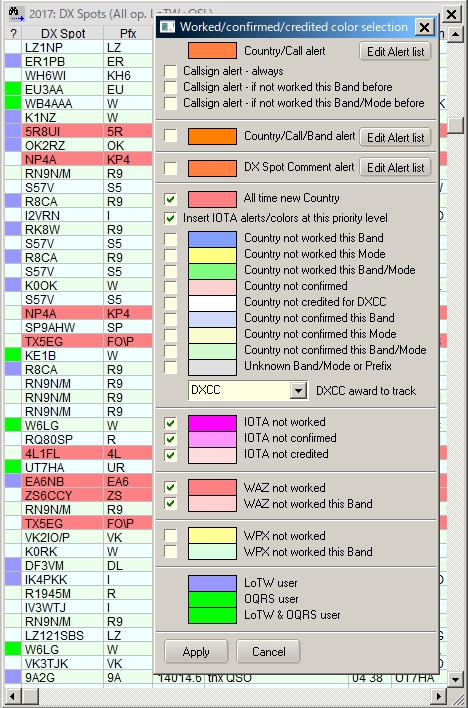 2017: DX Spots (All op. LoTW : QSL)
Worked/confirmed/credited color selection
? DX Spot Pfx
LZ1NP LZ
ER1PB ER
WH6WI KH6
EU3AA EU
WB4AAA W
K1NZ W
5R8UI 5R
OK2RZ OK
NP4A KP4
RN9N/M R9
S57V S5
R8CA R9
I2VRN I
RK8W R9
S57V S5
R8CA R9
K0OK W
S57V S5
NP4A KP4
SP9AHW SP
TX5EG FO\P
KE1B W
R8CA R9
RN9N/M R9
RN9N/M R9
RN9N/M R9
W6LG W
RQ80SP R
4L1FL 4L
UT7HA UR
EA6NB EA6
ZS6CCY ZS
RN9N/M R9
TX5EG FO\P
VK2IO/P VK
K0RK W
DF3VM DL
IK4PKK I
R1945M R
IV3WTJ I
RN9N/M R9
LZ121SBS LZ
W6LG W
VK3TJK VK
9A2G 9A 14014.6 tnx QSO 04 38 UT7HA
Country/Call alert Edit Alert list
Callsign alert - always
Callsign alert - if not worked this Band before
Callsign alert - if not worked this Band/Mode before
Country/Call/Band alert Edit Alert list
DX Spot Comment alert Edit Alert list
All time new Country
Insert IOTA alerts/colors at this priority level
Country not worked this Band
Country not worked this Mode
Country not worked this Band/Mode
Country not confirmed
Country not credited for DXCC
Country not confirmed this Band
Country not confirmed this Mode
Country not confirmed this Band/Mode
Unknown Band/Mode or Prefix
DXCC DXCC award to track
IOTA not worked
IOTA not confirmed
IOTA not credited
WAZ not worked
WAZ not worked this Band
WPX not worked
WPX not worked this Band
LoTW user
OQRS user
LoTW & OQRS user
Apply Cancel